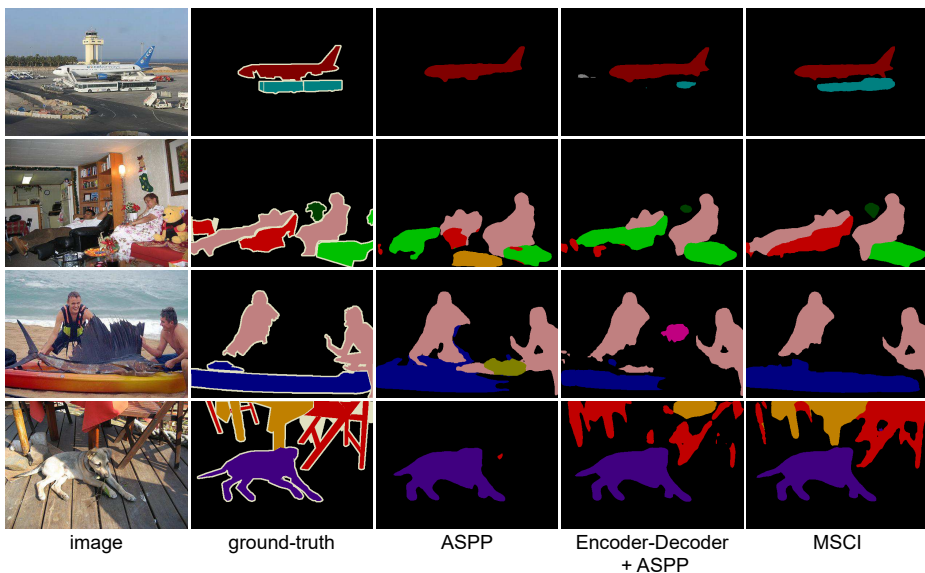 image
ground-truth
ASPP
Encoder-Decoder
+ ASPP
MSCI